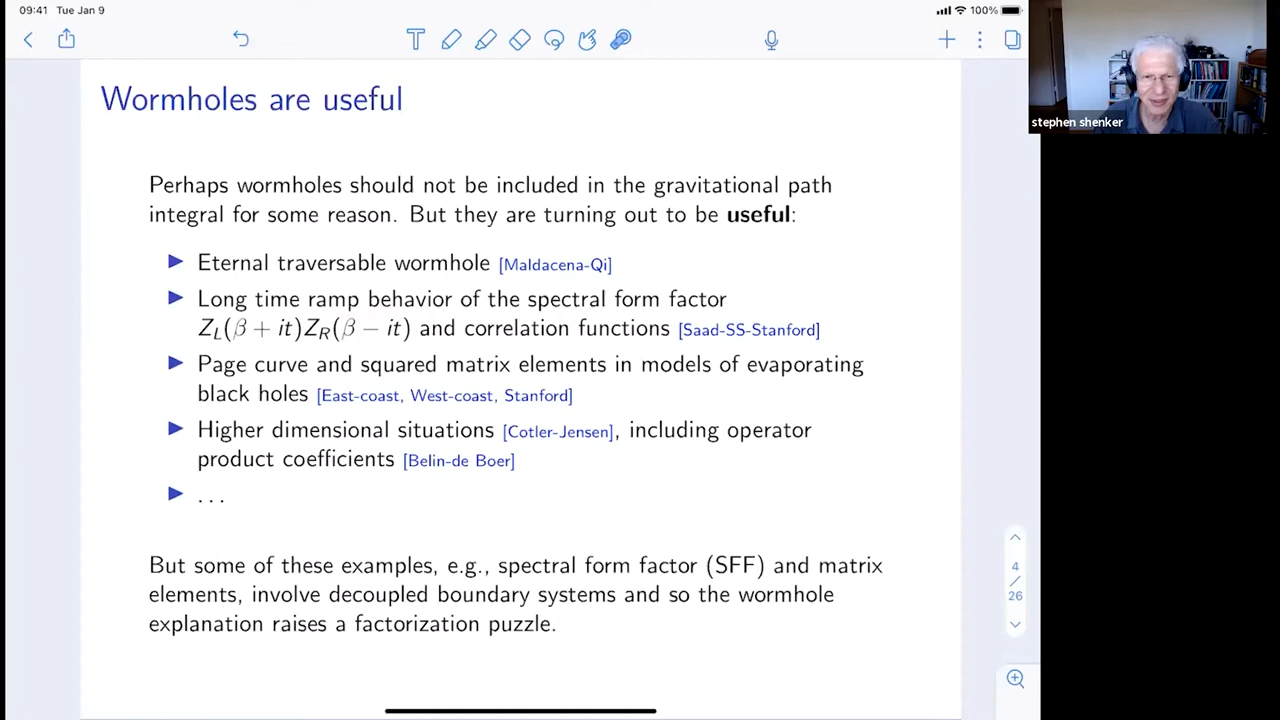 09:41 Tue Jan 9
100%
Wormholes are useful
stephen shenker
Perhaps wormholes should not be included in the gravitational path
integral for some reason. But they are turning out to be useful:
▶ Eternal traversable wormhole [Maldacena-Qi]
▶ Long time ramp behavior of the spectral form factor
Z_L(β + it)Z_R(β − it) and correlation functions [Saad-SS-Stanford]
▶ Page curve and squared matrix elements in models of evaporating
black holes [East-coast, West-coast, Stanford]
▶ Higher dimensional situations [Cotler-Jensen], including operator
product coefficients [Belin-de Boer]
▶ . . .
But some of these examples, e.g., spectral form factor (SFF) and matrix
elements, involve decoupled boundary systems and so the wormhole
explanation raises a factorization puzzle.
4
/
26